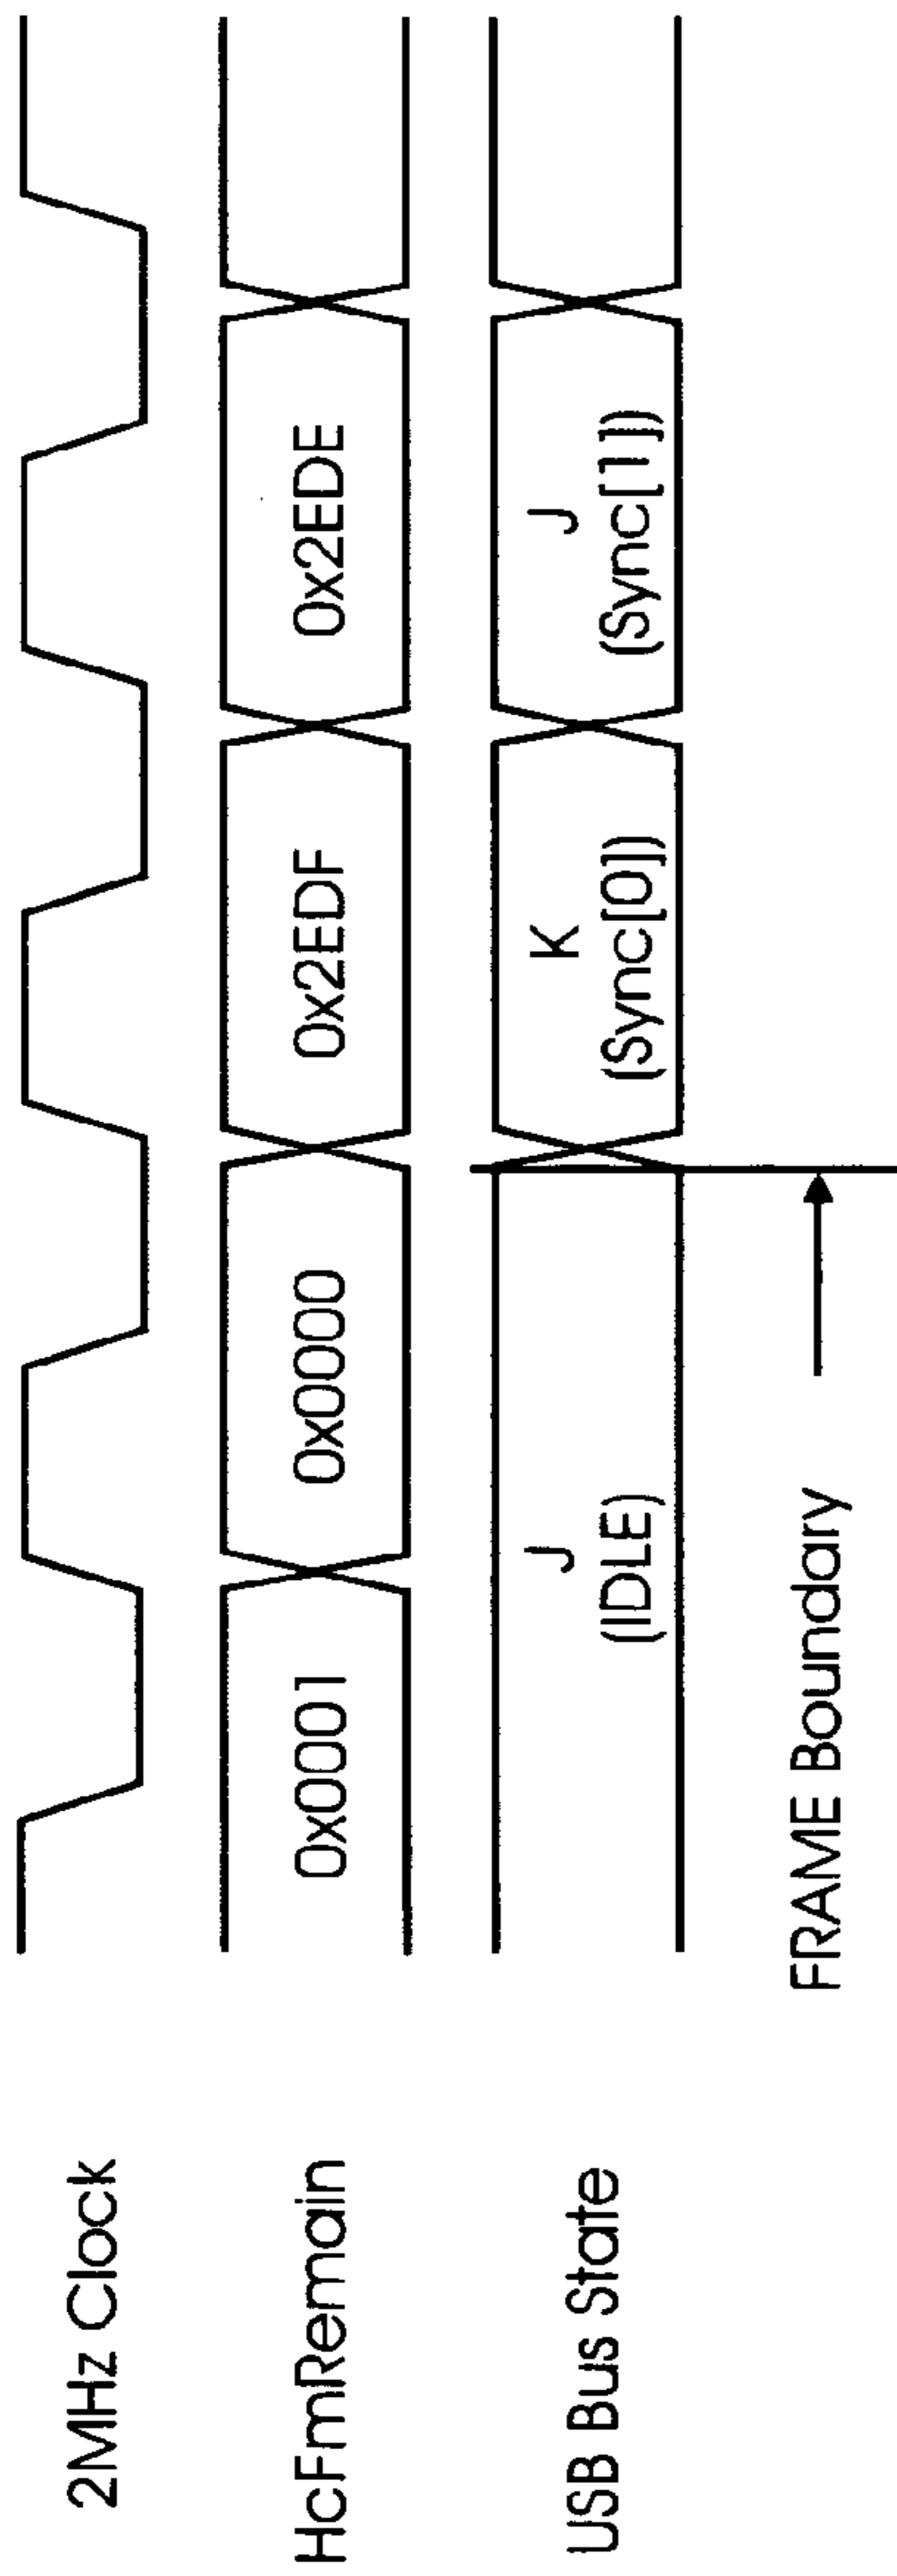 2MHz Clock
HcFmRemain
0x0001
0x0000
0x2EDF
0x2EDE
USB Bus State
J
(IDLE)
K
(Sync[0])
J
(Sync[1])
FRAME Boundary